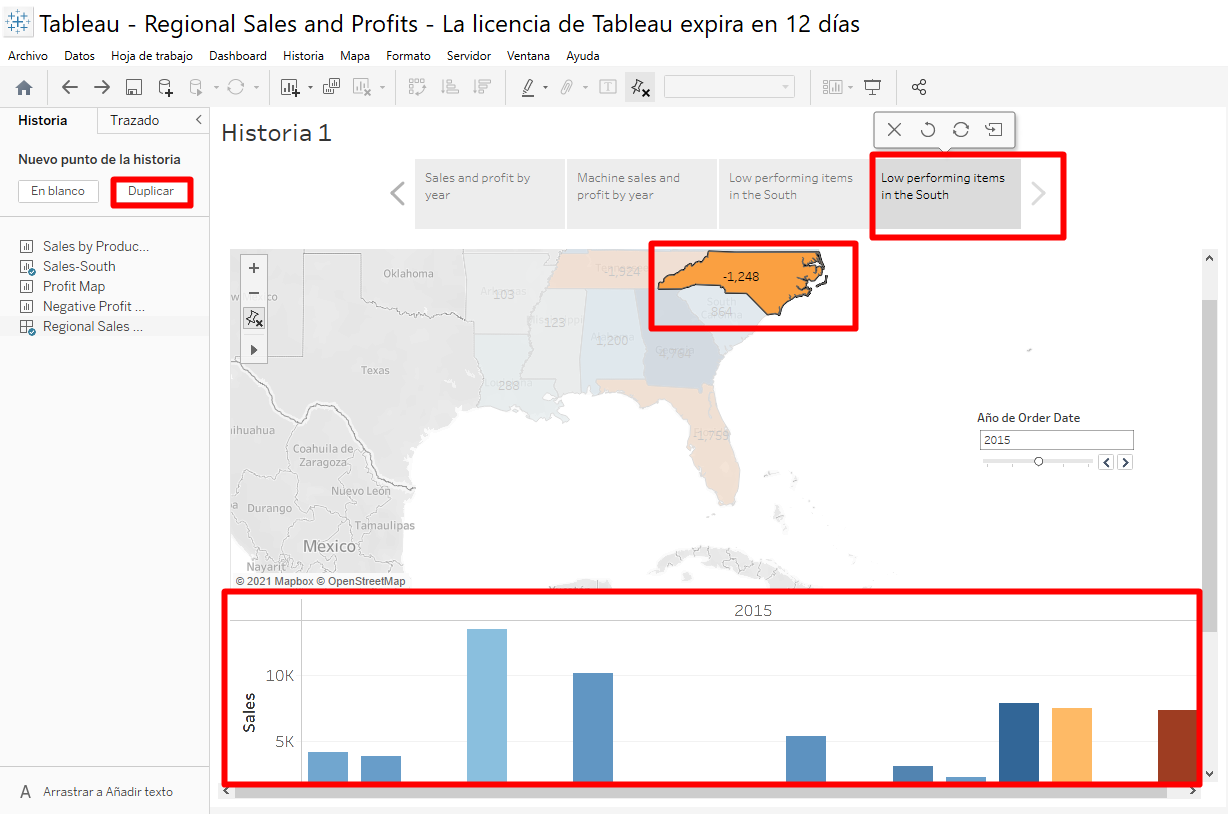 Tableau - Regional Sales and Profits - La licencia de Tableau expira en 12 días
Archivo Datos Hoja de trabajo Dashboard Historia Mapa Formato Servidor Ventana Ayuda
Historia Trazado
Nuevo punto de la historia
En blanco Duplicar
Sales by Produc...
Sales-South
Profit Map
Negative Profit ...
Regional Sales ...
A Arrastrar a Añadir texto
Historia 1
Sales and profit by
year
Machine sales and
profit by year
Low performing items
in the South
Low performing items
in the South
Oklahoma
103
-1,924
-1,248
South
864
123
1,200
4,764
Texas
288
-1,759
Coahuila de
Zaragoza
Nuevo León
Durango
Tamaulipas
Mexico
Nayarit
© 2021 Mapbox © OpenStreetMap
Año de Order Date
2015
2015
Sales
10K
5K